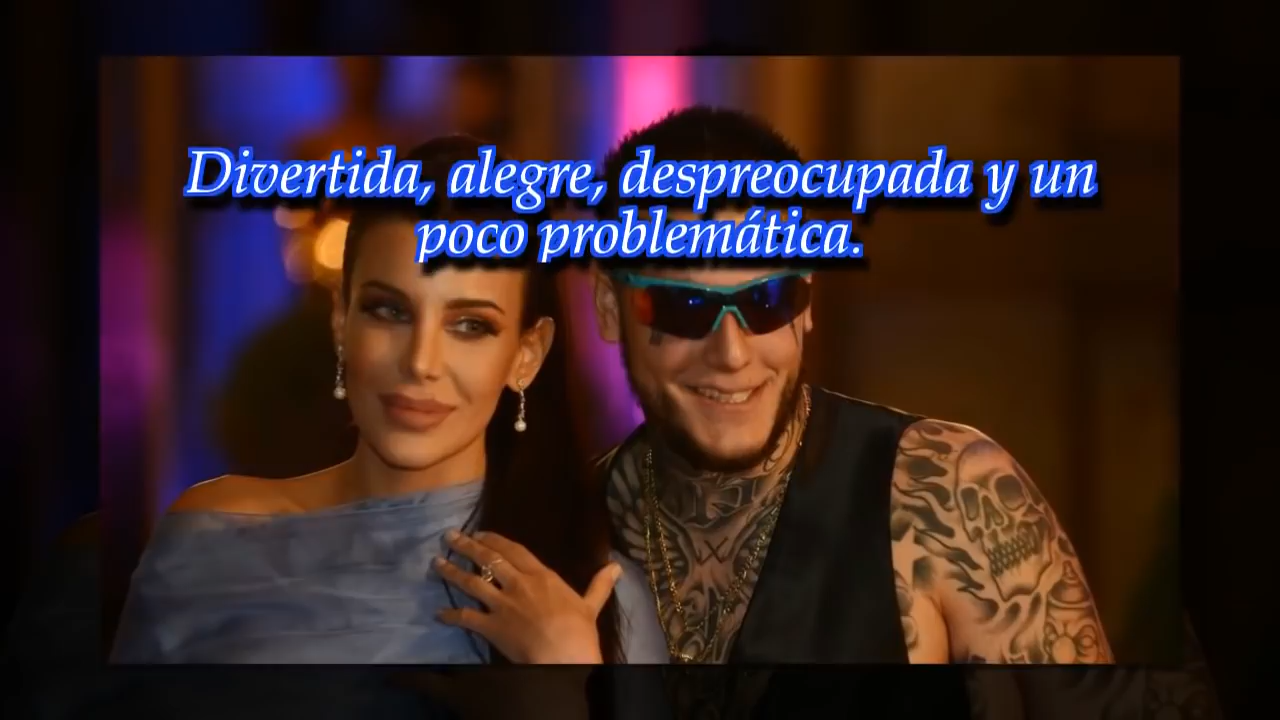 Divertida, alegre, despreocupada y un
poco problemática.